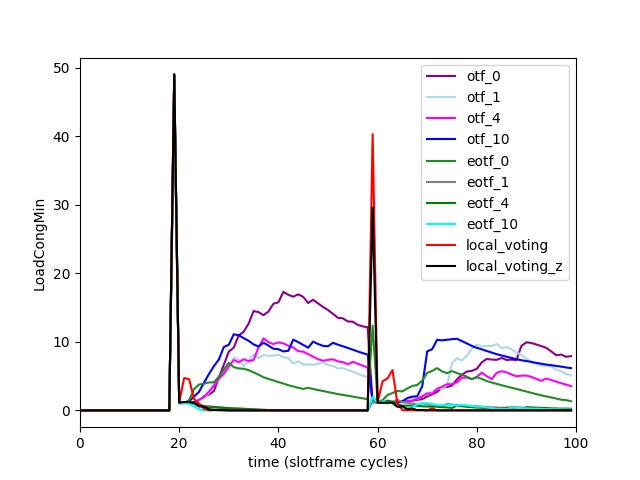 LoadCongMin
50
40
30
20
10
0
0 20 40 60 80 100
time (slotframe cycles)
otf_0
otf_1
otf_4
otf_10
eotf_0
eotf_1
eotf_4
eotf_10
local_voting
local_voting_z